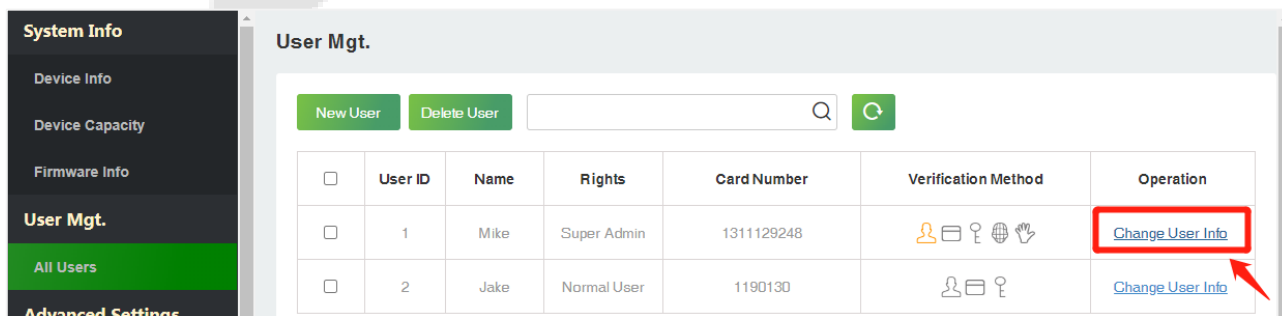 System Info
Device Info
Device Capacity
Firmware Info
User Mgt.
All Users
Advanced Settings
User Mgt.
New User Delete User
User ID Name Rights Card Number Verification Method Operation
1 Mike Super Admin 1311129248 Change User Info
2 Jake Normal User 1190130 Change User Info